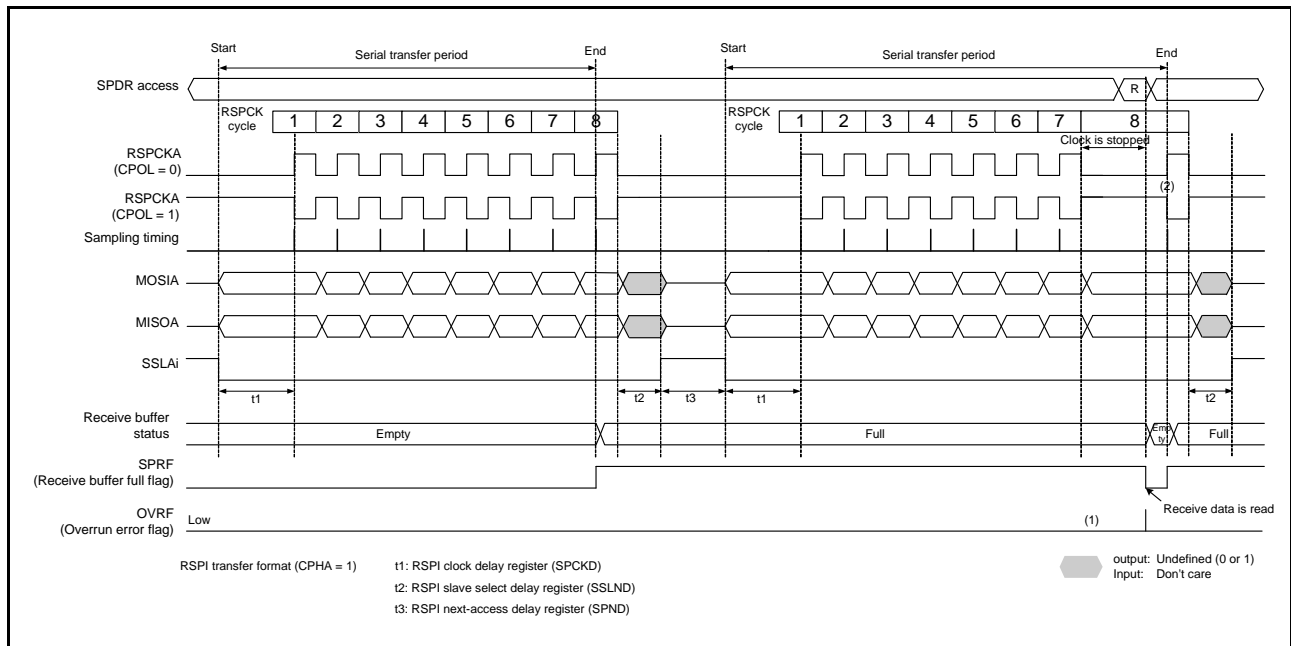 Start Serial transfer period End Start Serial transfer period End
SPDR access R
RSPCK
cycle
1 2 3 4 5 6 7 8
RSPCK
cycle
1 2 3 4 5 6 7 8
Clock is stopped
RSPCKA
(CPOL = 0)
(2)
RSPCKA
(CPOL = 1)
Sampling timing
MOSIA
MISOA
SSLAi
t1 t2 t3 t1 t2
Receive buffer
status
Empty Full Emp
ty Full
SPRF
(Receive buffer full flag)
Receive data is read
OVRF
(Overrun error flag)
Low (1)
RSPI transfer format (CPHA = 1)
t1: RSPI clock delay register (SPCKD)
t2: RSPI slave select delay register (SSLND)
t3: RSPI next-access delay register (SPND)
output: Undefined (0 or 1)
Input: Don't care